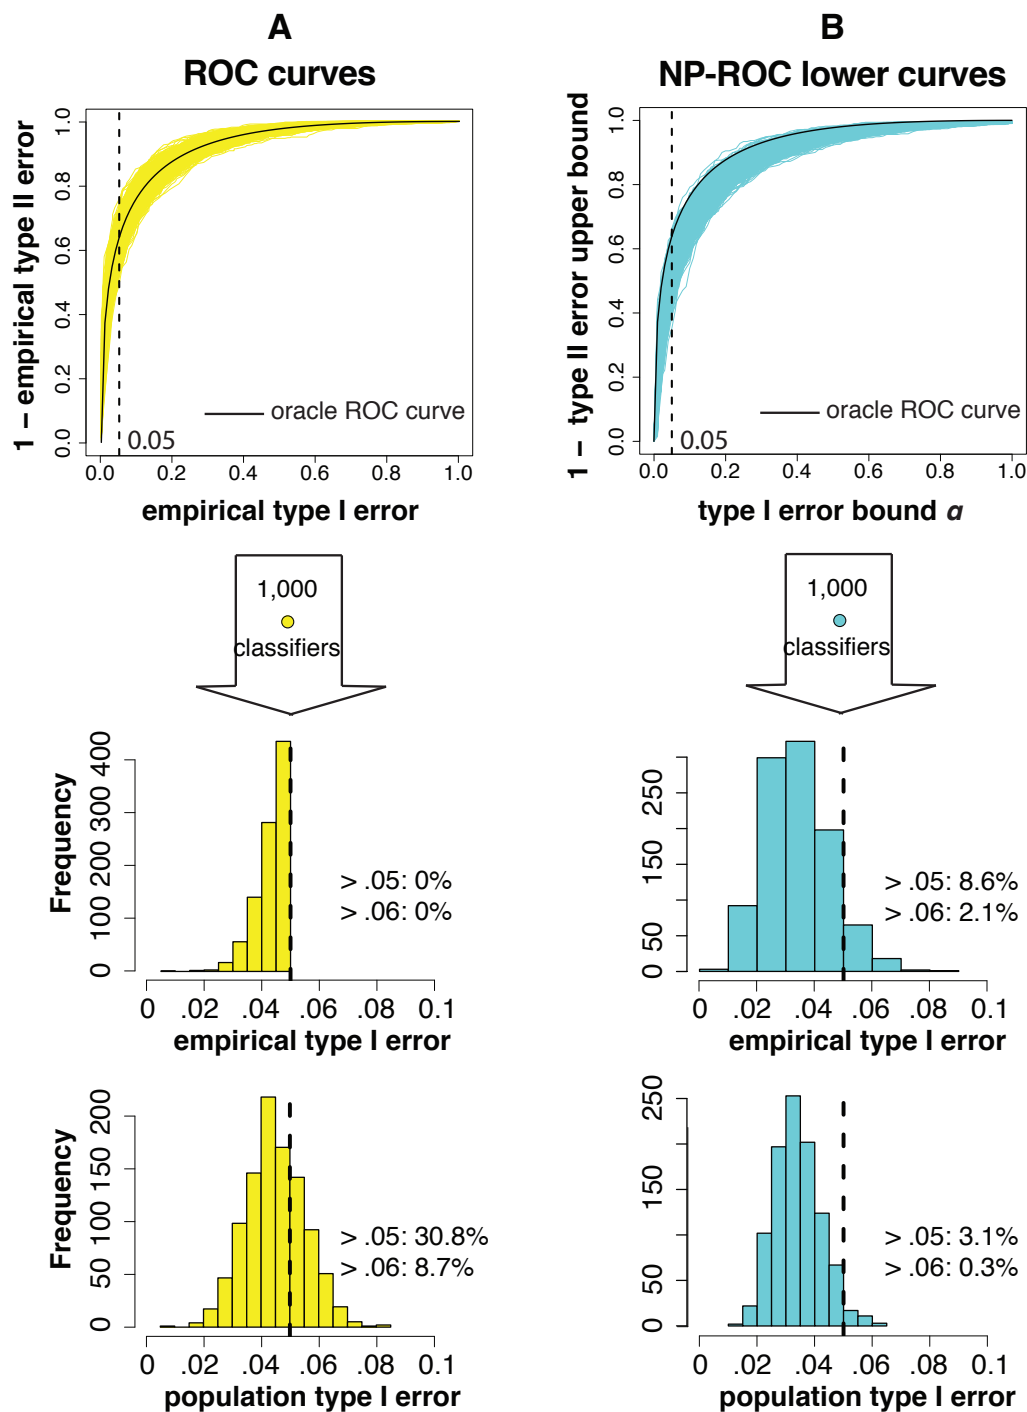 A
ROC curves
1 – empirical type II error
0.0 0.2 0.4 0.6 0.8 1.0
oracle ROC curve
0.05
0.0 0.2 0.4 0.6 0.8 1.0
empirical type I error
1,000
classifiers
Frequency
0 100 200 300 400
> .05: 0%
> .06: 0%
0 .02 .04 .06 .08 0.1
empirical type I error
Frequency
0 50 100 150 200
> .05: 30.8%
> .06: 8.7%
0 .02 .04 .06 .08 0.1
population type I error
B
NP-ROC lower curves
1 – type II error upper bound
0.0 0.2 0.4 0.6 0.8 1.0
oracle ROC curve
0.05
0.0 0.2 0.4 0.6 0.8 1.0
type I error bound α
1,000
classifiers
0 50 150 250
> .05: 8.6%
> .06: 2.1%
0 .02 .04 .06 .08 0.1
empirical type I error
0 50 150 250
> .05: 3.1%
> .06: 0.3%
0 .02 .04 .06 .08 0.1
population type I error